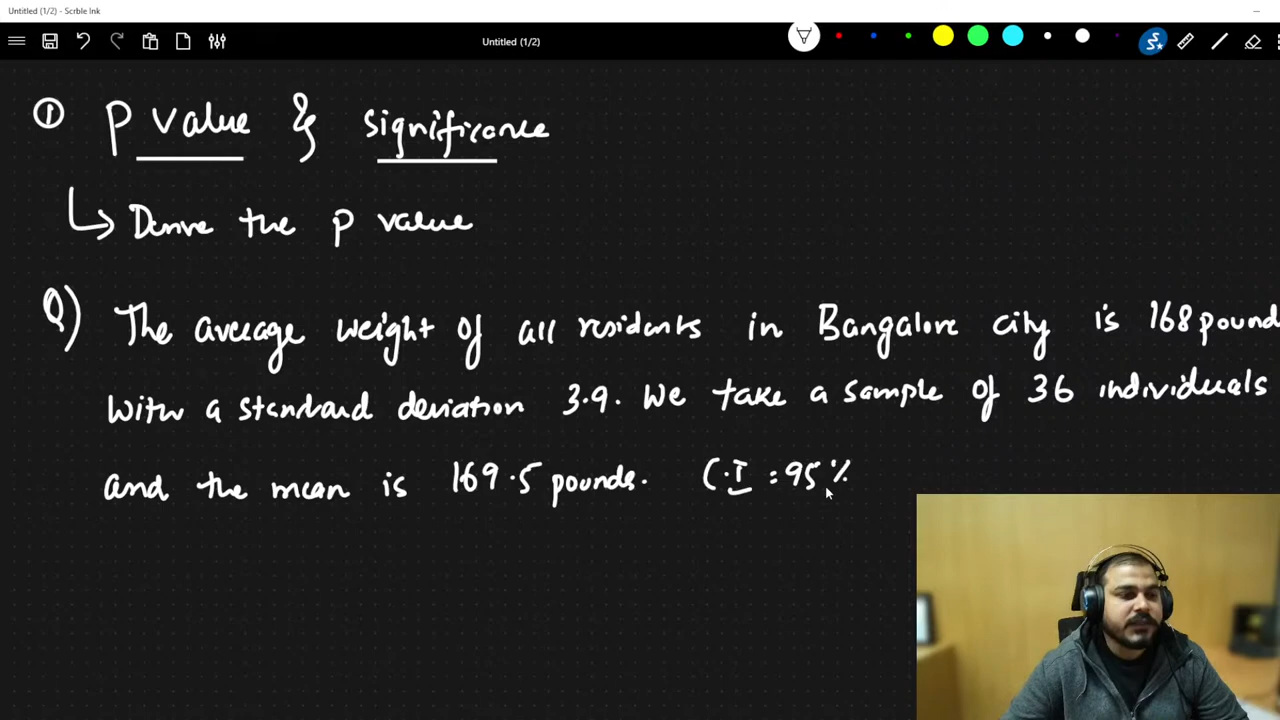 Untitled (1/2) - Scrble Ink
Untitled (1/2)
① P value & significance
↳ Derive the p value
Q) The average weight of all residents in Bangalore city is 168 pound
with a standard deviation 3.9. We take a sample of 36 individuals
and the mean is 169.5 pounds. C.I = 95%